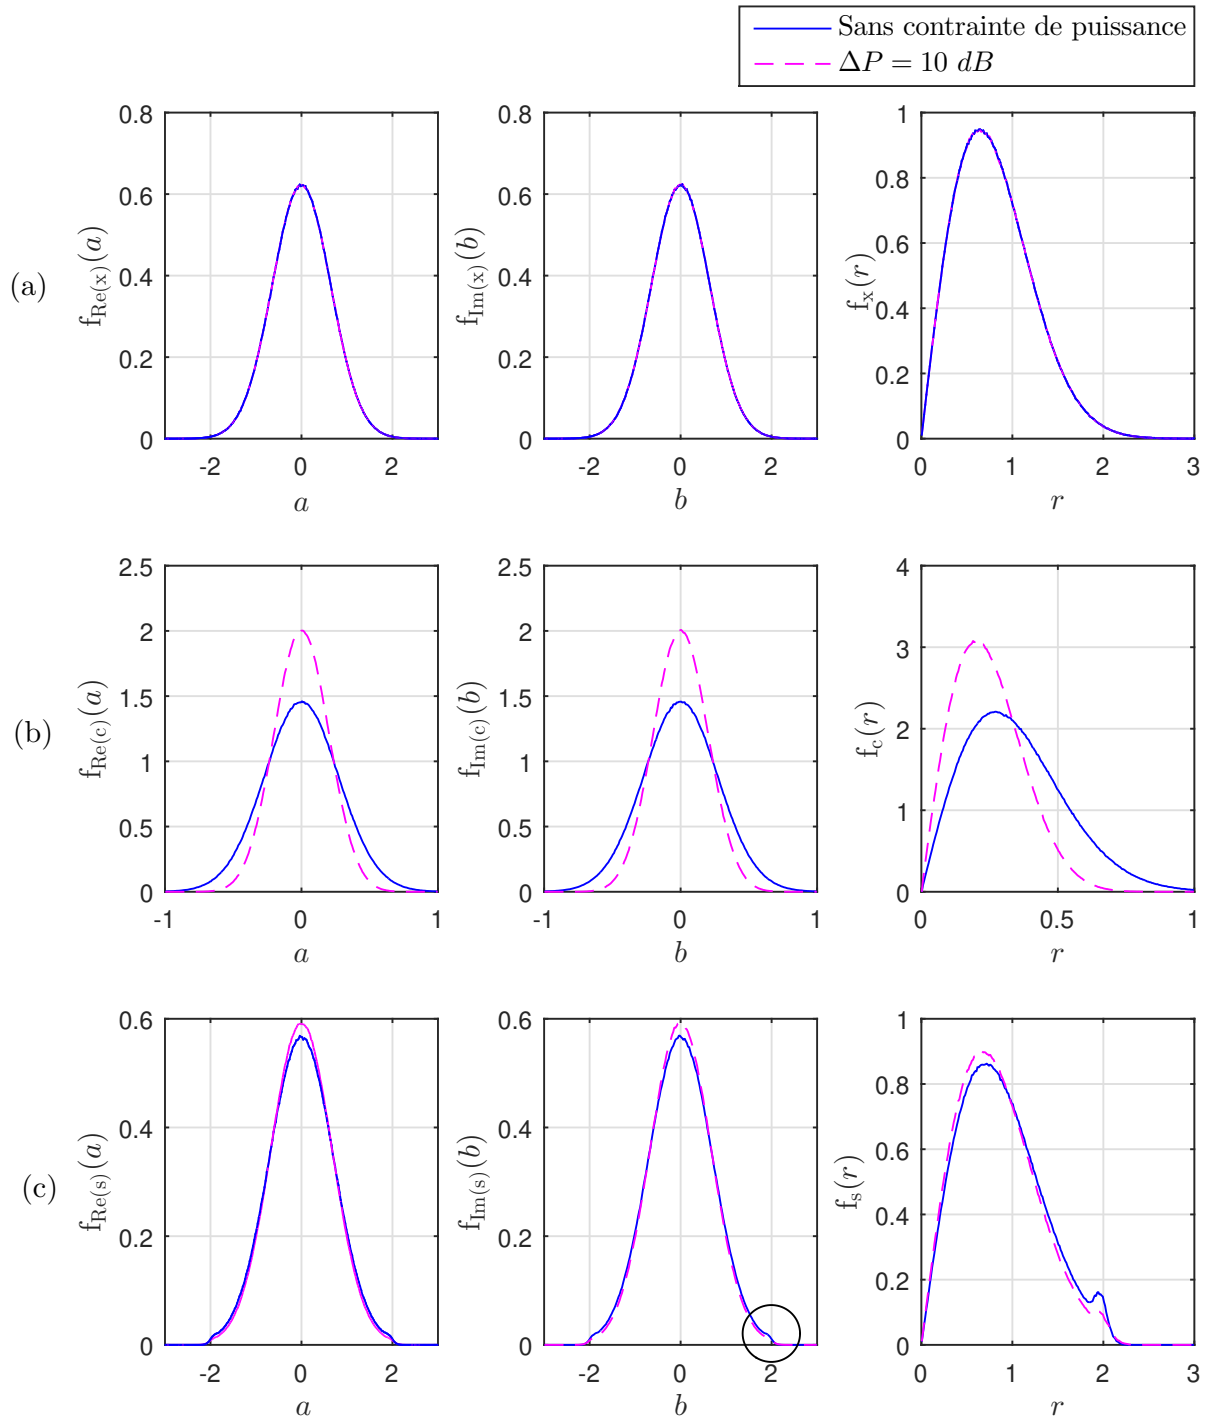 Sans contrainte de puissance
ΔP = 10 dB
(a)
f_Re(x)(a)
0.8
0.6
0.4
0.2
0
-2 0 2
a
f_Im(x)(b)
0.8
0.6
0.4
0.2
0
-2 0 2
b
f_x(r)
1
0.8
0.6
0.4
0.2
0
0 1 2 3
r
(b)
f_Re(c)(a)
2.5
2
1.5
1
0.5
0
-1 0 1
a
f_Im(c)(b)
2.5
2
1.5
1
0.5
0
-1 0 1
b
f_c(r)
4
3
2
1
0
0 0.5 1
r
(c)
f_Re(s)(a)
0.6
0.4
0.2
0
-2 0 2
a
f_Im(s)(b)
0.6
0.4
0.2
0
-2 0 2
b
f_s(r)
1
0.8
0.6
0.4
0.2
0
0 1 2 3
r